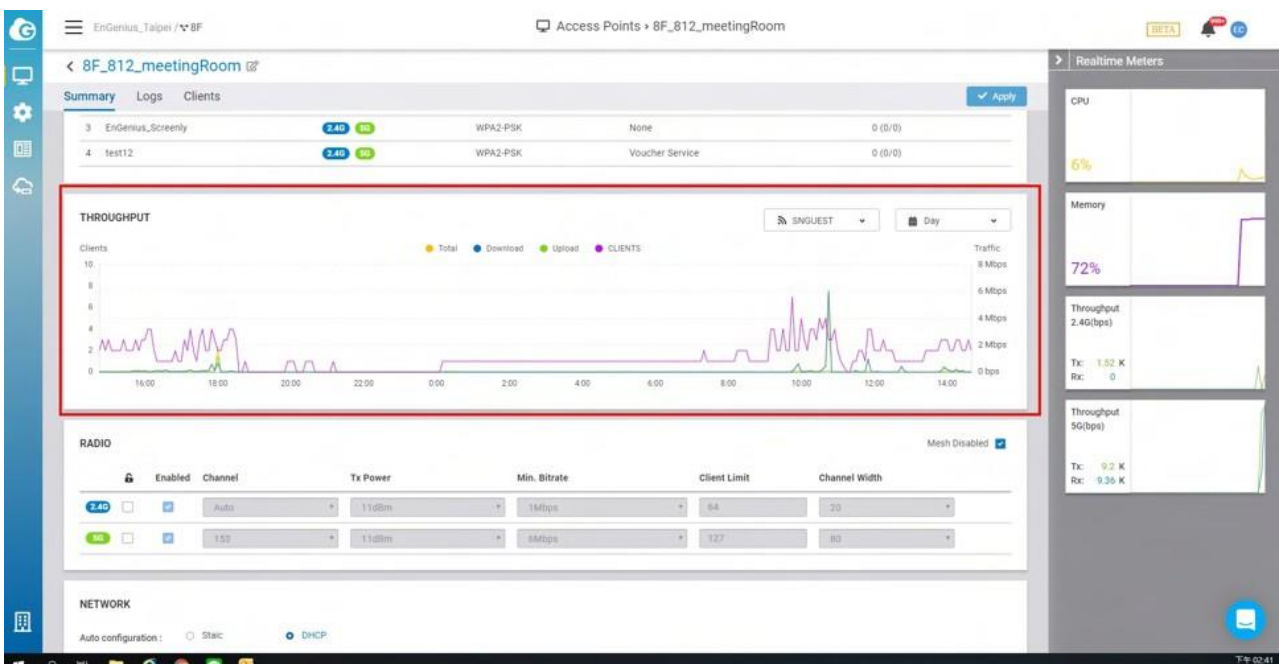 EnGenius_Taipei / 8F
Access Points › 8F_812_meetingRoom
BETA
EC
8F_812_meetingRoom
Realtime Meters
Summary Logs Clients
Apply
3 EnGenius_Screenly 2.4G 5G WPA2-PSK None 0 (0/0)
4 test12 2.4G 5G WPA2-PSK Voucher Service 0 (0/0)
CPU
6%
THROUGHPUT
SNGUEST Day
Clients
Total Download Upload CLIENTS
Traffic
10 8 Mbps
8
6 Mbps
6
4 Mbps
4
2 2 Mbps
0 0 bps
16:00 18:00 20:00 22:00 0:00 2:00 4:00 6:00 8:00 10:00 12:00 14:00
Memory
72%
Throughput
2.4G(bps)
Tx: 1.52 K
Rx: 0
Throughput
5G(bps)
Tx: 9.2 K
Rx: 9.36 K
RADIO
Mesh Disabled
Enabled Channel Tx Power Min. Bitrate Client Limit Channel Width
2.4G Auto 11dBm 1Mbps 64 20
5G 11dBm 6Mbps 127 80
NETWORK
Auto configuration : Staic DHCP
下午 02:41